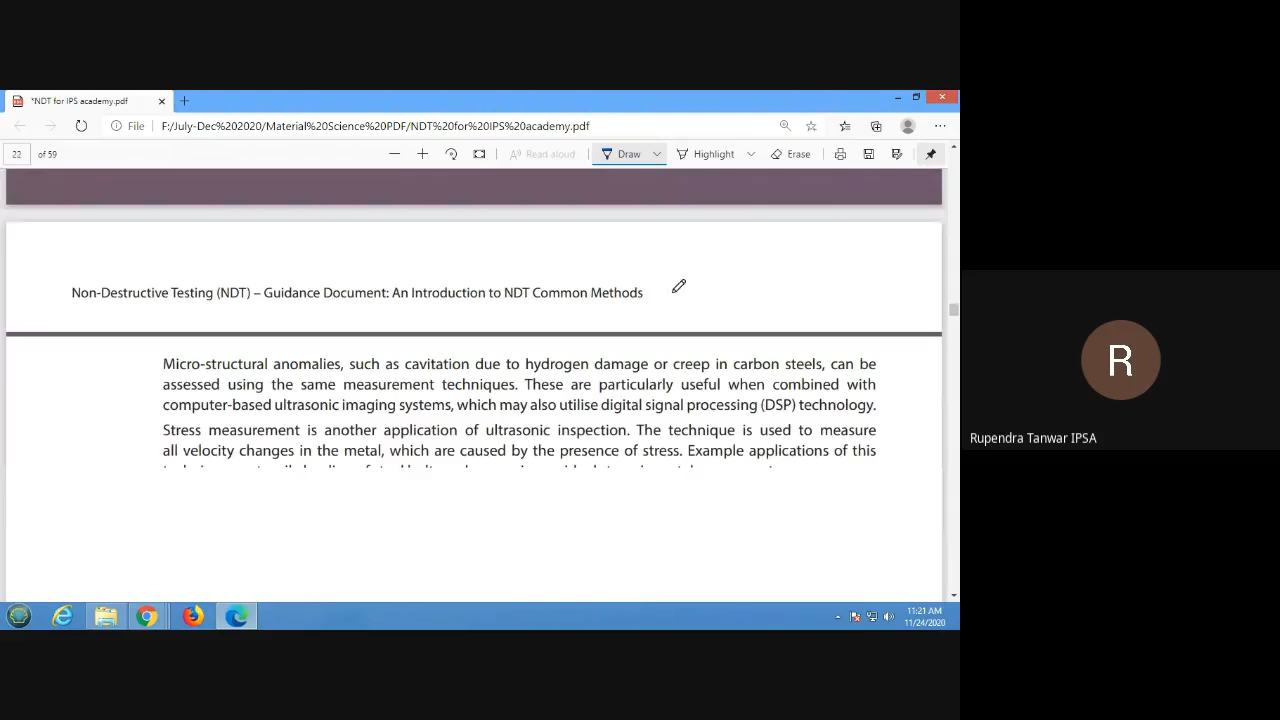 *NDT for IPS academy.pdf
File
F:/July-Dec%202020/Material%20Science%20PDF/NDT%20for%20IPS%20academy.pdf
22 of 59
Read aloud
Draw
Highlight
Erase
Non-Destructive Testing (NDT) – Guidance Document: An Introduction to NDT Common Methods
Micro-structural anomalies, such as cavitation due to hydrogen damage or creep in carbon steels, can be
assessed using the same measurement techniques. These are particularly useful when combined with
computer-based ultrasonic imaging systems, which may also utilise digital signal processing (DSP) technology.
Stress measurement is another application of ultrasonic inspection. The technique is used to measure
all velocity changes in the metal, which are caused by the presence of stress. Example applications of this
R
Rupendra Tanwar IPSA
11:21 AM
11/24/2020